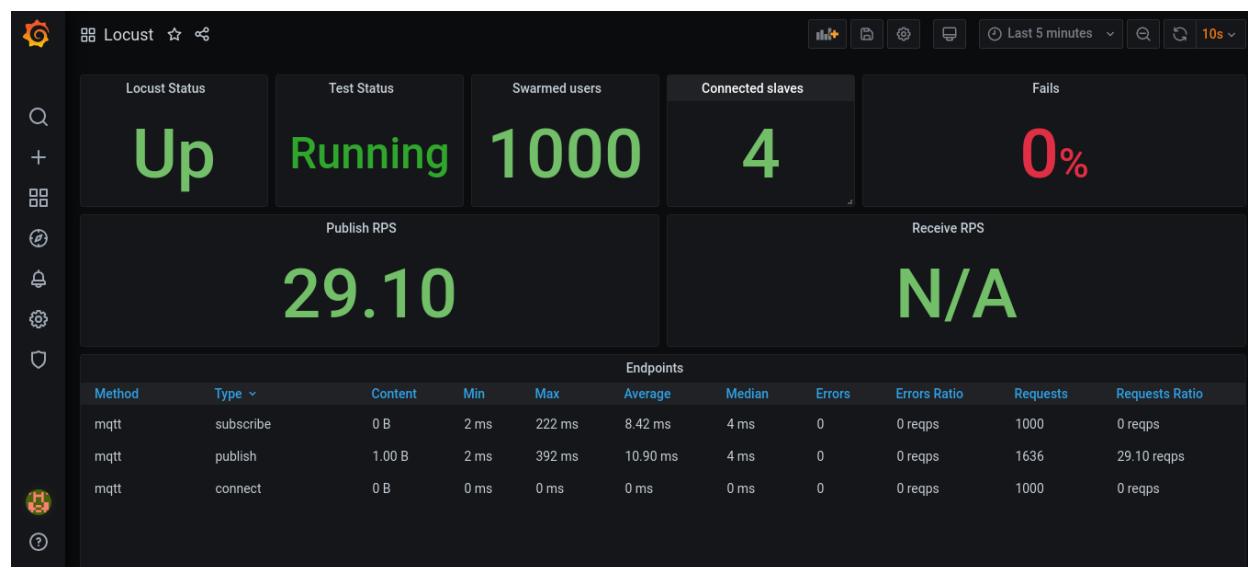 Locust
Last 5 minutes
10s
Locust Status
Test Status
Swarmed users
Connected slaves
Fails
Up
Running
1000
4
0%
Publish RPS
Receive RPS
29.10
N/A
Endpoints
Method Type Content Min Max Average Median Errors Errors Ratio Requests Requests Ratio
mqtt subscribe 0 B 2 ms 222 ms 8.42 ms 4 ms 0 0 reqps 1000 0 reqps
mqtt publish 1.00 B 2 ms 392 ms 10.90 ms 4 ms 0 0 reqps 1636 29.10 reqps
mqtt connect 0 B 0 ms 0 ms 0 ms 0 ms 0 0 reqps 1000 0 reqps